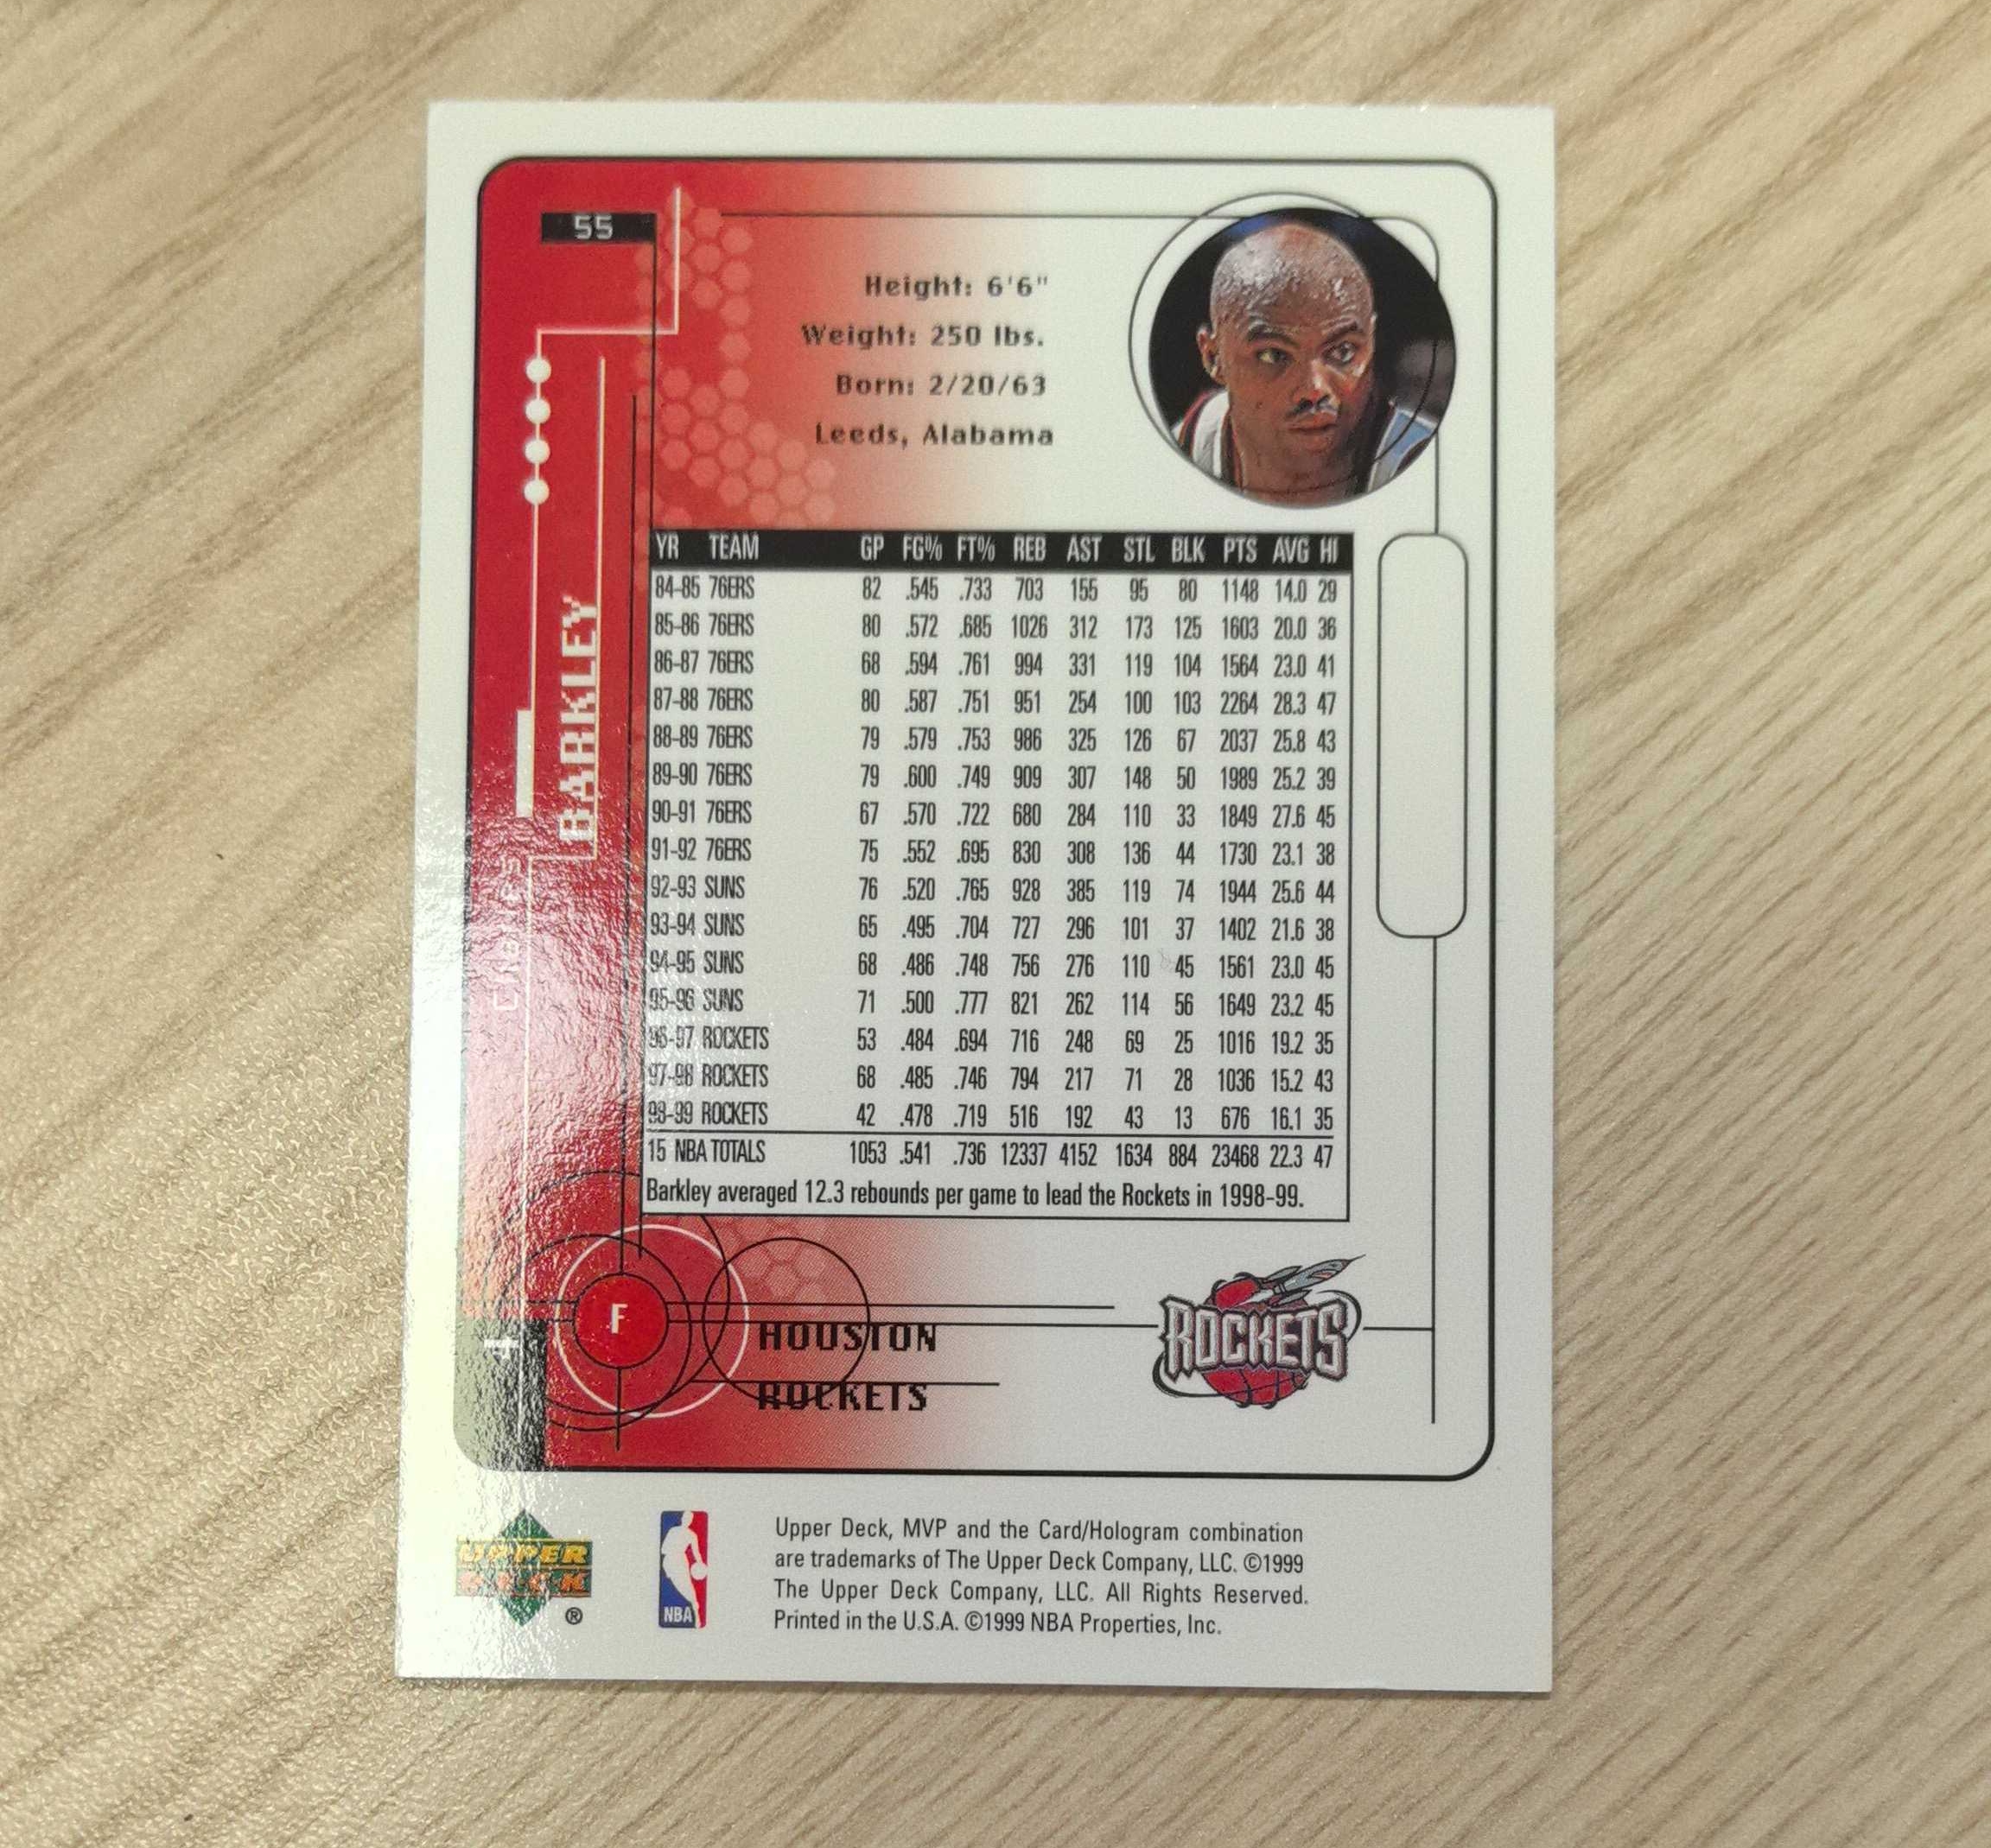 55
Height: 6'6"
Weight: 250 lbs.
Born: 2/20/63
Leeds, Alabama
Charles
BARKLEY
YR TEAM GP FG% FT% REB AST STL BLK PTS AVG HI
84-85 76ERS 82 .545 .733 703 155 95 80 1148 14.0 29
85-86 76ERS 80 .572 .685 1026 312 173 125 1603 20.0 36
86-87 76ERS 68 .594 .761 994 331 119 104 1564 23.0 41
87-88 76ERS 80 .587 .751 951 254 100 103 2264 28.3 47
88-89 76ERS 79 .579 .753 986 325 126 67 2037 25.8 43
89-90 76ERS 79 .600 .749 909 307 148 50 1989 25.2 39
90-91 76ERS 67 .570 .722 680 284 110 33 1849 27.6 45
91-92 76ERS 75 .552 .695 830 308 136 44 1730 23.1 38
92-93 SUNS 76 .520 .765 928 385 119 74 1944 25.6 44
93-94 SUNS 65 .495 .704 727 296 101 37 1402 21.6 38
94-95 SUNS 68 .486 .748 756 276 110 45 1561 23.0 45
95-96 SUNS 71 .500 .777 821 262 114 56 1649 23.2 45
96-97 ROCKETS 53 .484 .694 716 248 69 25 1016 19.2 35
97-98 ROCKETS 68 .485 .746 794 217 71 28 1036 15.2 43
98-99 ROCKETS 42 .478 .719 516 192 43 13 676 16.1 35
15 NBA TOTALS 1053 .541 .736 12337 4152 1634 884 23468 22.3 47
Barkley averaged 12.3 rebounds per game to lead the Rockets in 1998-99.
F
4
HOUSTON
ROCKETS
ROCKETS
UPPER
DECK
®
NBA
Upper Deck, MVP and the Card/Hologram combination
are trademarks of The Upper Deck Company, LLC. ©1999
The Upper Deck Company, LLC. All Rights Reserved.
Printed in the U.S.A. ©1999 NBA Properties, Inc.